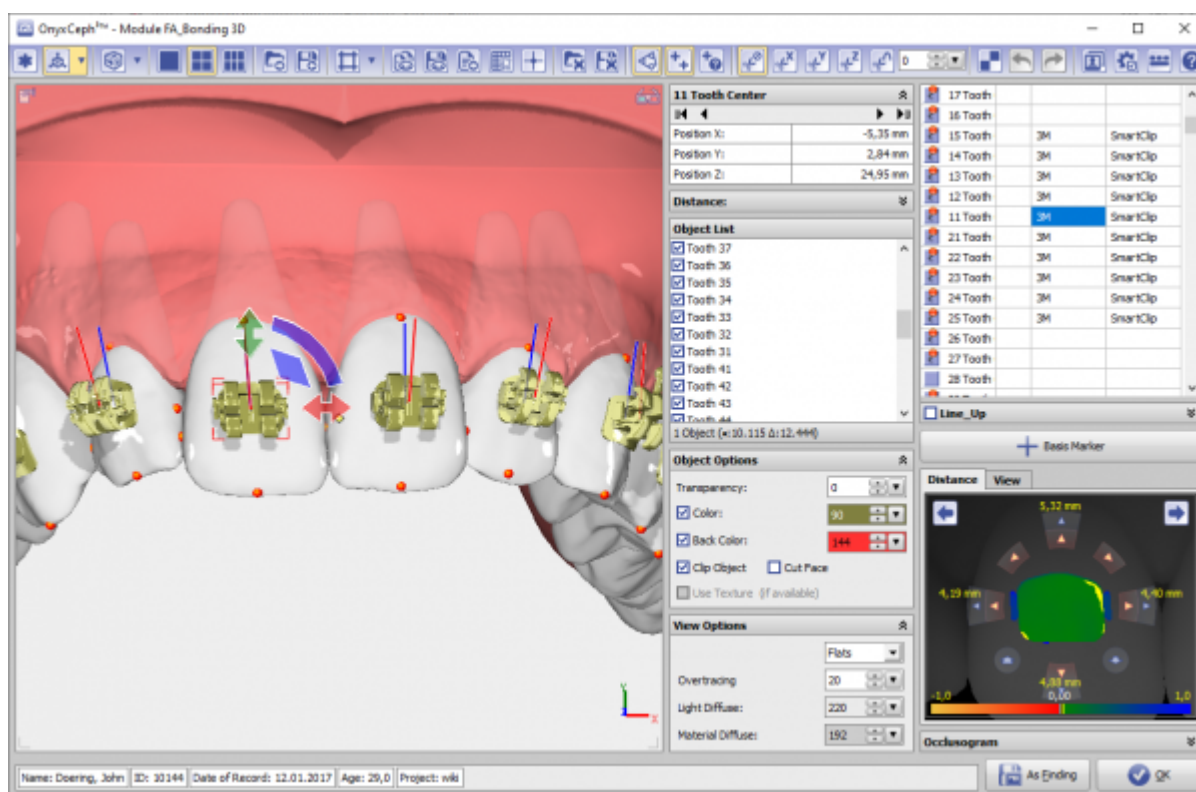 OnyxCeph³™ - Module FA_Bonding 3D
0
11 Tooth Center
Position X: -5,35 mm
Position Y: 2,84 mm
Position Z: 24,95 mm
Distance:
Object List
Tooth 37
Tooth 36
Tooth 35
Tooth 34
Tooth 33
Tooth 32
Tooth 31
Tooth 41
Tooth 42
Tooth 43
Tooth 44
1 Object (•:10.115 Δ:12.444)
Object Options
Transparency: 0
Color: 90
Back Color: 144
Clip Object Cut Face
Use Texture (if available)
View Options
Flats
Overtracing 20
Light Diffuse: 220
Material Diffuse: 192
17 Tooth
16 Tooth
15 Tooth 3M SmartClip
14 Tooth 3M SmartClip
13 Tooth 3M SmartClip
12 Tooth 3M SmartClip
11 Tooth 3M SmartClip
21 Tooth 3M SmartClip
22 Tooth 3M SmartClip
23 Tooth 3M SmartClip
24 Tooth 3M SmartClip
25 Tooth 3M SmartClip
26 Tooth
27 Tooth
28 Tooth
Line_Up
Basis Marker
Distance View
5,32 mm
4,19 mm 4,40 mm
4,88 mm
-1,0 0,00 1,0
Occlusogram
Y
X
Name: Doering, John ID: 10144 Date of Record: 12.01.2017 Age: 29,0 Project: wiki
As Finding OK